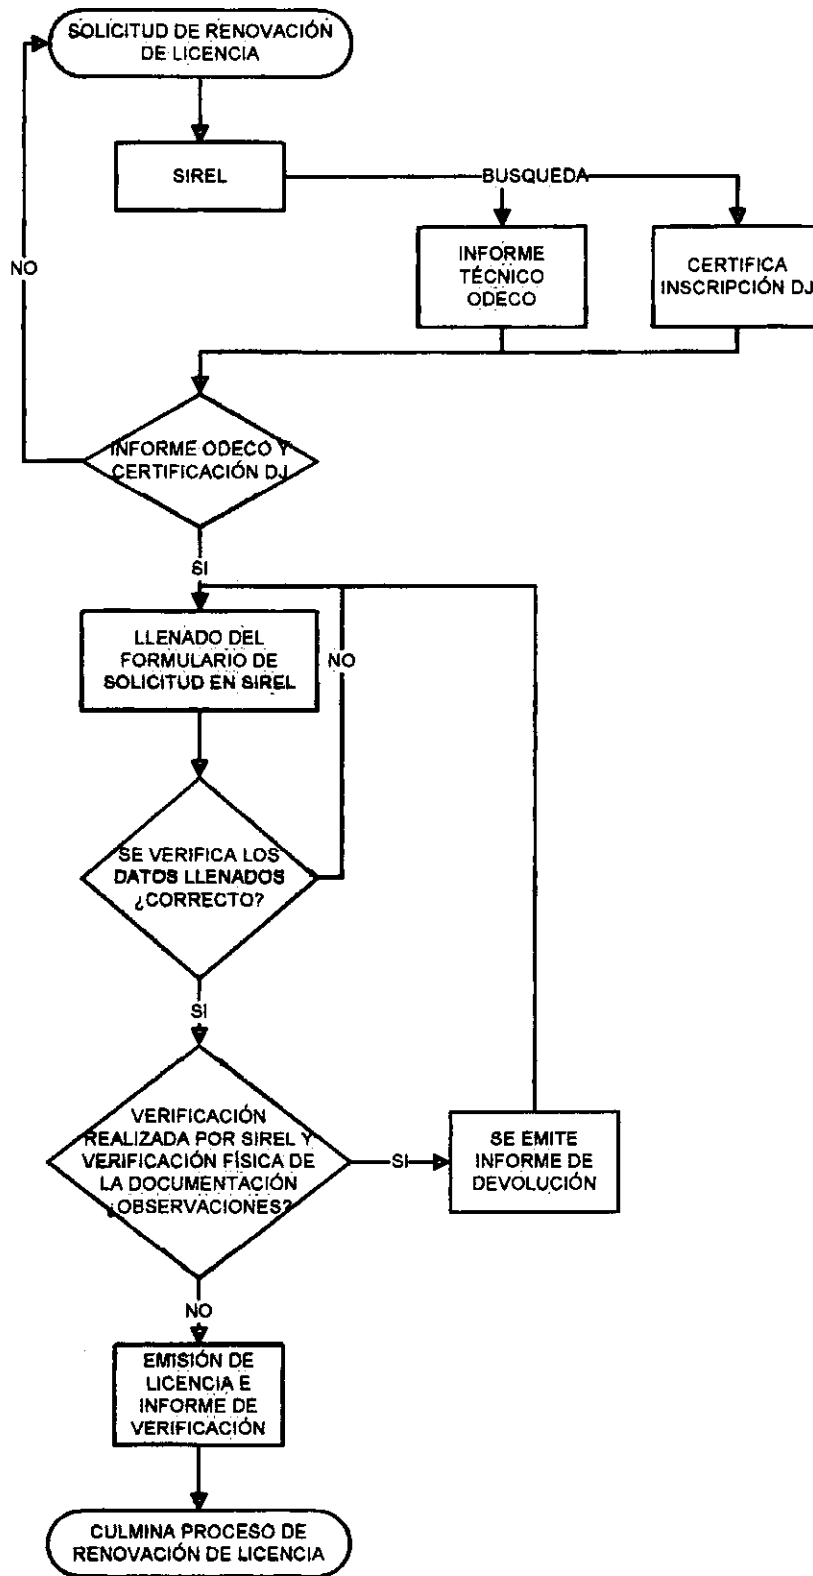 SOLICITUD DE RENOVACIÓN
DE LICENCIA
SIREL
BUSQUEDA
INFORME
TÉCNICO
ODECO
CERTIFICA
INSCRIPCIÓN DJ
NO
INFORME ODECO Y
CERTIFICACIÓN DJ
SI
LLENADO DEL
FORMULARIO DE
SOLICITUD EN SIREL
NO
SE VERIFICA LOS
DATOS LLENADOS
¿CORRECTO?
SI
VERIFICACIÓN
REALIZADA POR SIREL Y
VERIFICACIÓN FÍSICA DE
LA DOCUMENTACIÓN
¿OBSERVACIONES?
SI
SE EMITE
INFORME DE
DEVOLUCIÓN
NO
EMISIÓN DE
LICENCIA E
INFORME DE
VERIFICACIÓN
CULMINA PROCESO DE
RENOVACIÓN DE LICENCIA